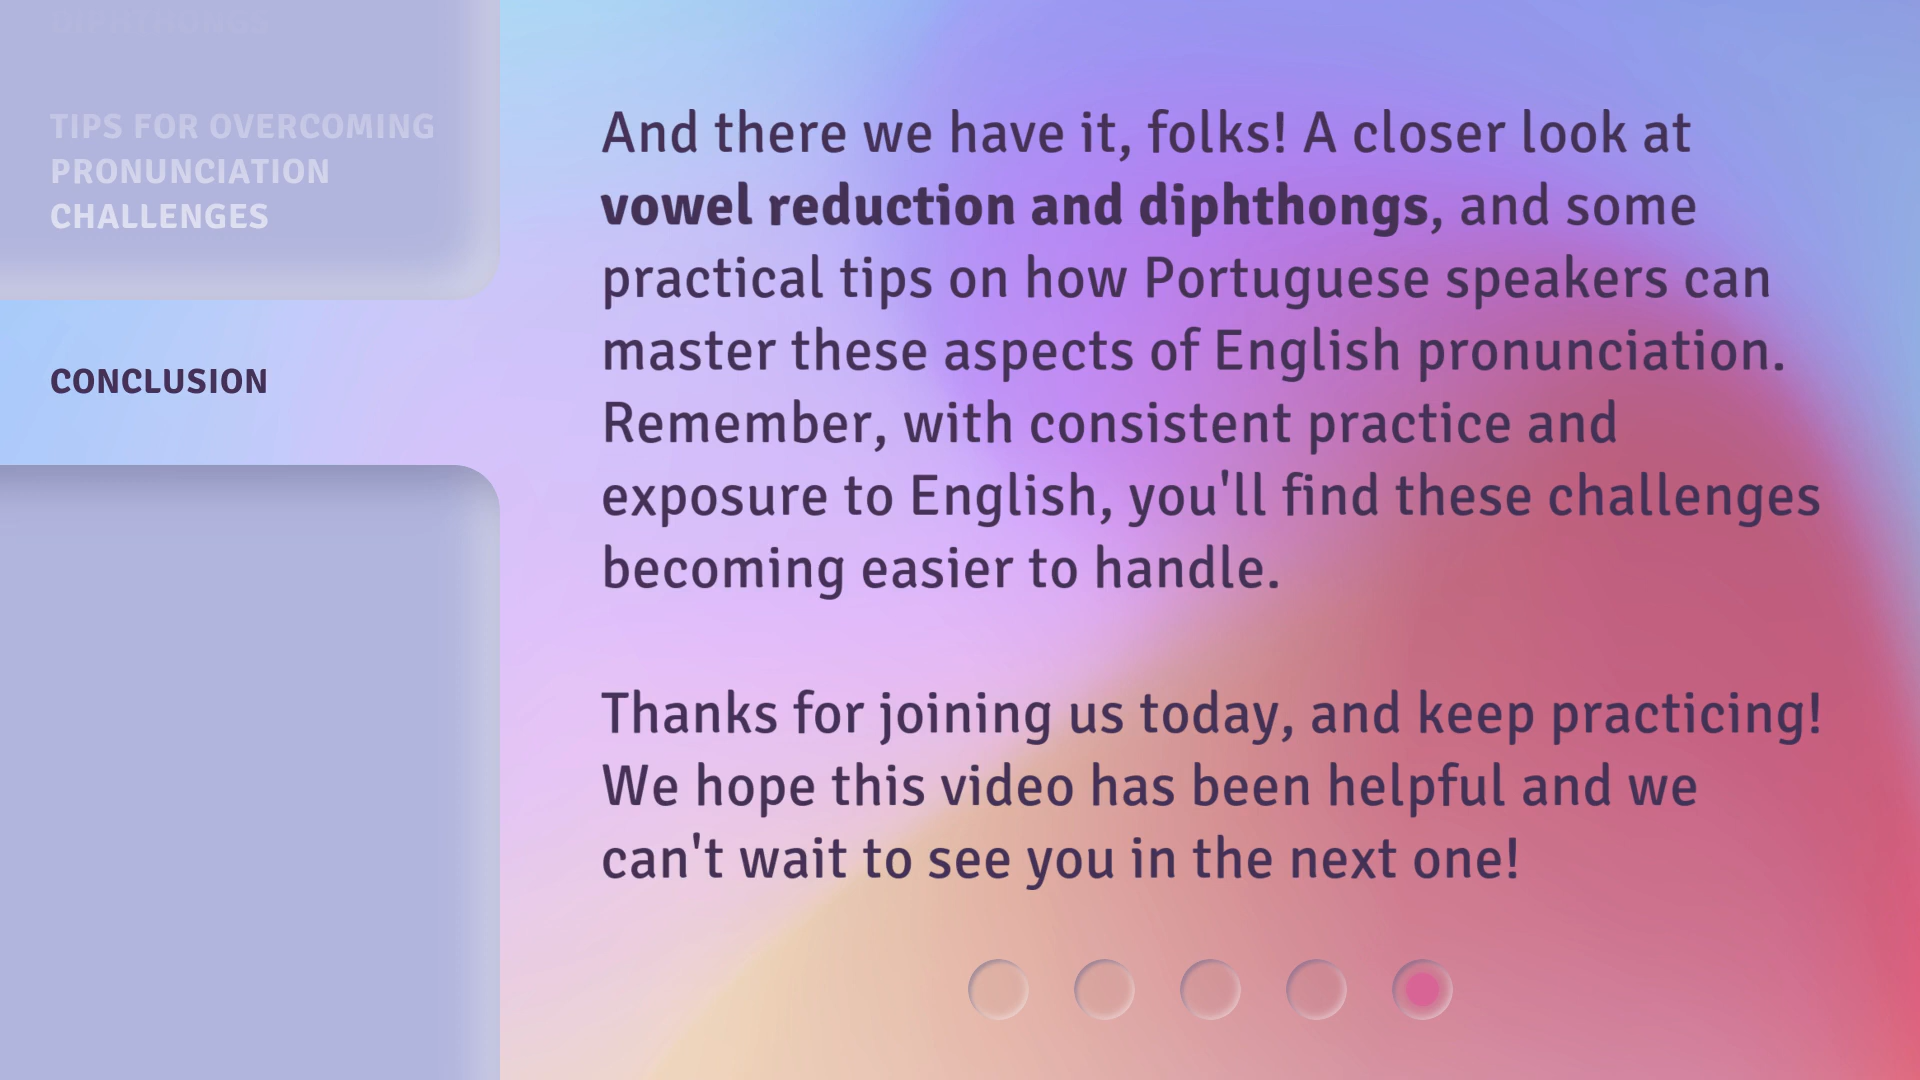 DIPHTHONGS
TIPS FOR OVERCOMING
PRONUNCIATION
CHALLENGES
CONCLUSION
And there we have it, folks! A closer look at
vowel reduction and diphthongs, and some
practical tips on how Portuguese speakers can
master these aspects of English pronunciation.
Remember, with consistent practice and
exposure to English, you'll find these challenges
becoming easier to handle.
Thanks for joining us today, and keep practicing!
We hope this video has been helpful and we
can't wait to see you in the next one!